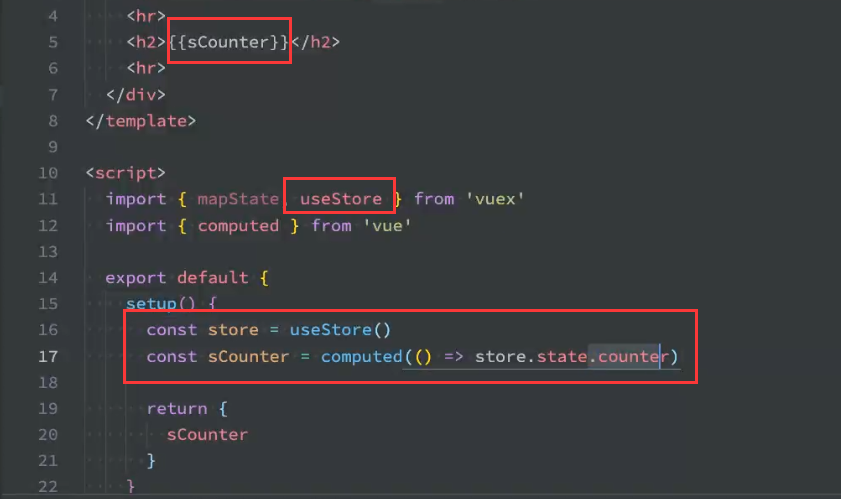 4 <hr>
5 <h2>{{sCounter}}</h2>
6 <hr>
7 </div>
8 </template>
9
10 <script>
11 import { mapState, useStore } from 'vuex'
12 import { computed } from 'vue'
13
14 export default {
15 setup() {
16 const store = useStore()
17 const sCounter = computed(() => store.state.counter)
18
19 return {
20 sCounter
21 }
22 }